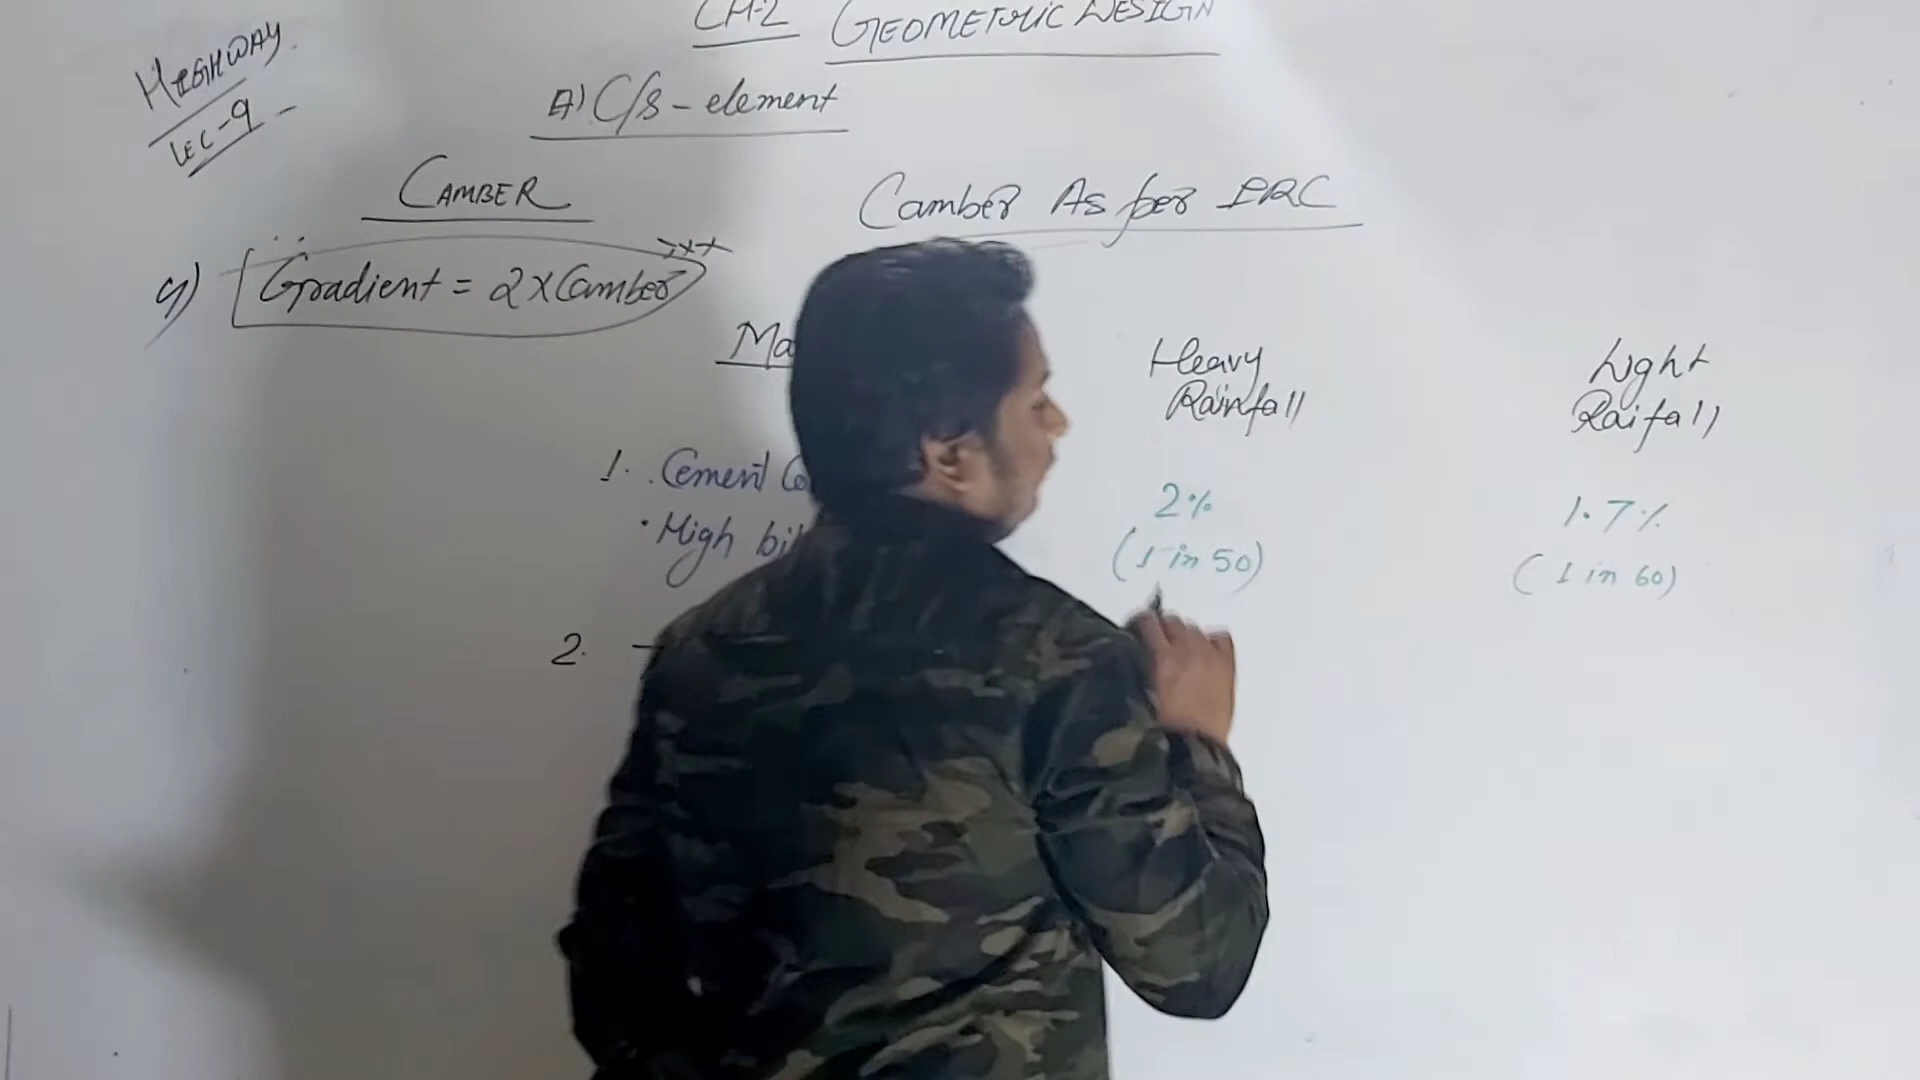 HIGHWAY.
LEC-9
CH-2 GEOMETRIC DESIGN
A) C/S - element
CAMBER
Camber As per IRC
Gradient = 2 x Camber
Heavy
Rainfall
Light
Raifall
1. Cement
• High
2%
(1 in 50)
1.7%
(1 in 60)
2.